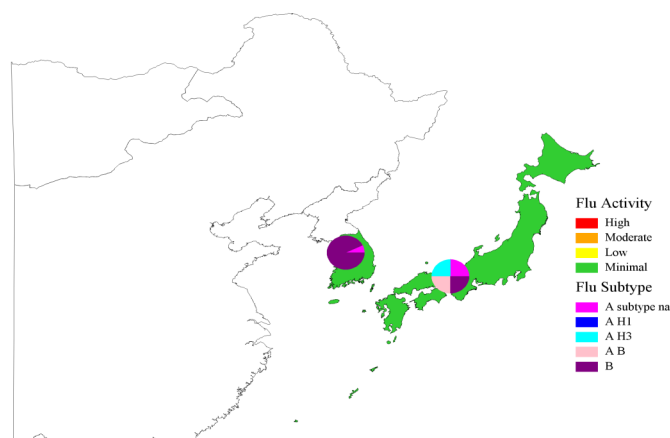 Flu Activity
High
Moderate
Low
Minimal
Flu Subtype
A subtype na
A H1
A H3
A B
B